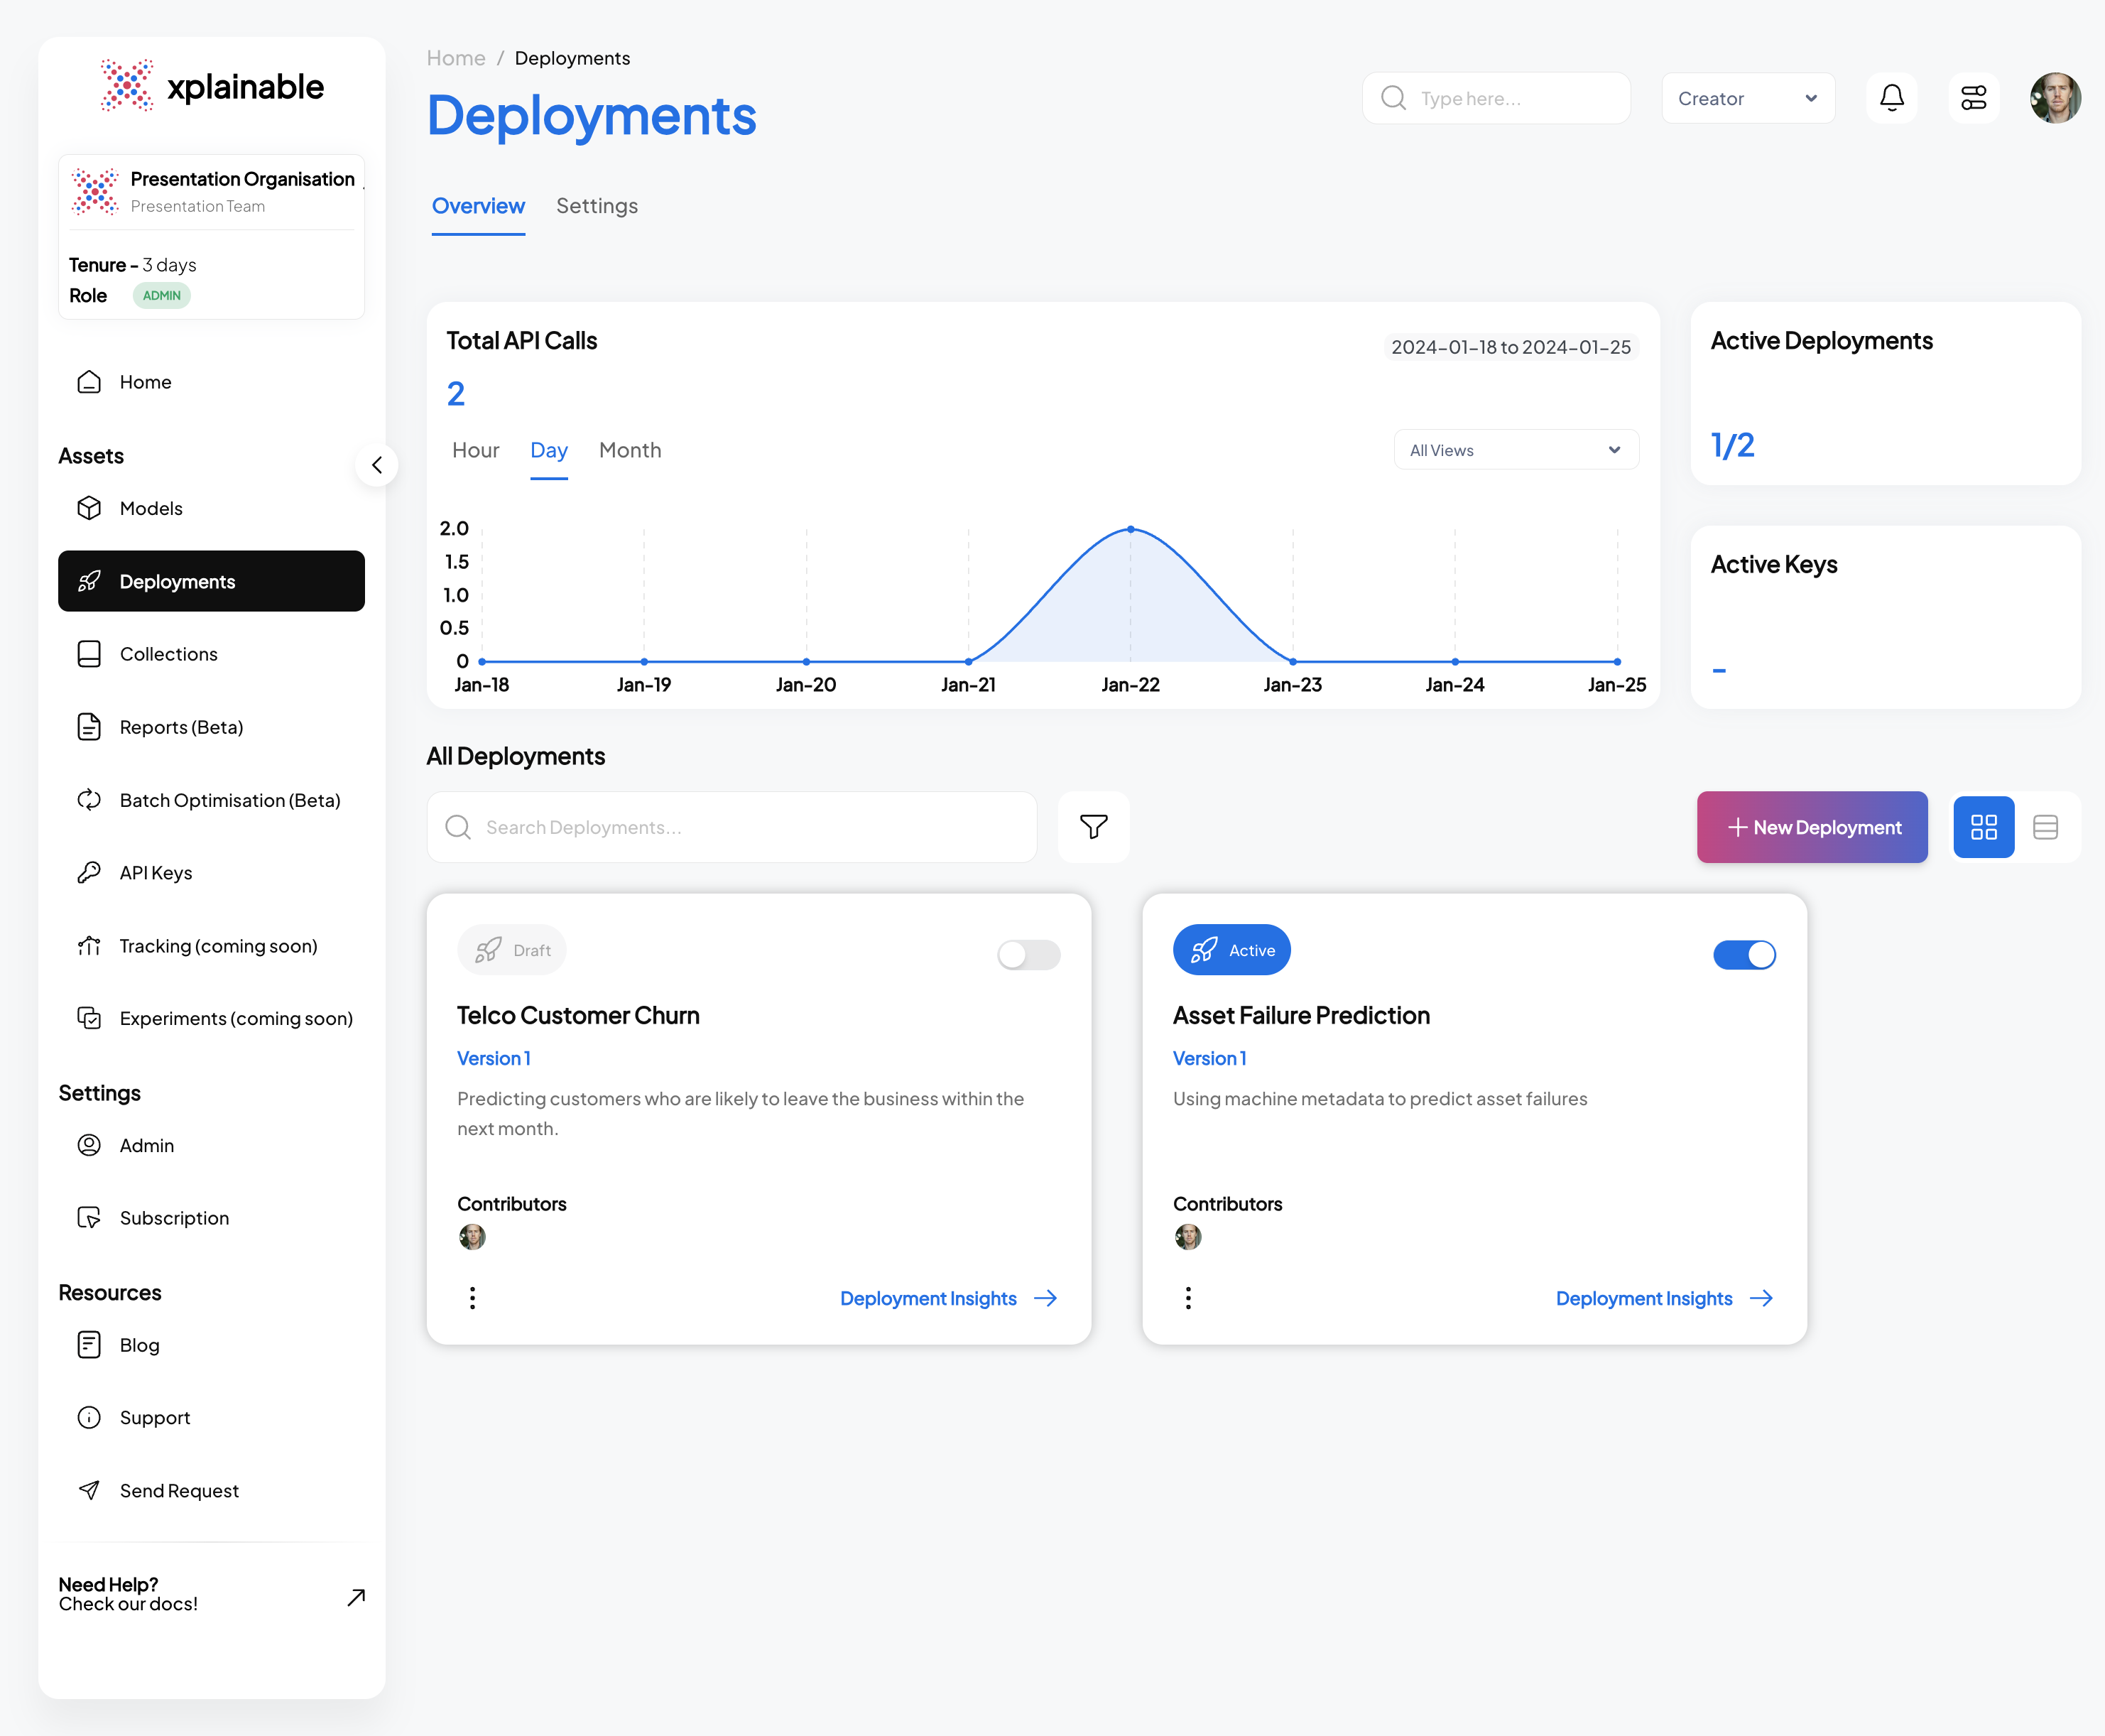 xplainable
Presentation Organisation
Presentation Team
Tenure - 3 days
Role ADMIN
Home
Assets
Models
Deployments
Collections
Reports (Beta)
Batch Optimisation (Beta)
API Keys
Tracking (coming soon)
Experiments (coming soon)
Settings
Admin
Subscription
Resources
Blog
Support
Send Request
Need Help?
Check our docs!
Home / Deployments
Deployments
Type here...
Creator
Overview Settings
Total API Calls
2024-01-18 to 2024-01-25
2
Hour Day Month
All Views
2.0
1.5
1.0
0.5
0
Jan-18 Jan-19 Jan-20 Jan-21 Jan-22 Jan-23 Jan-24 Jan-25
Active Deployments
1/2
Active Keys
-
All Deployments
Search Deployments...
+ New Deployment
Draft
Telco Customer Churn
Version 1
Predicting customers who are likely to leave the business within the
next month.
Contributors
Deployment Insights
Active
Asset Failure Prediction
Version 1
Using machine metadata to predict asset failures
Contributors
Deployment Insights